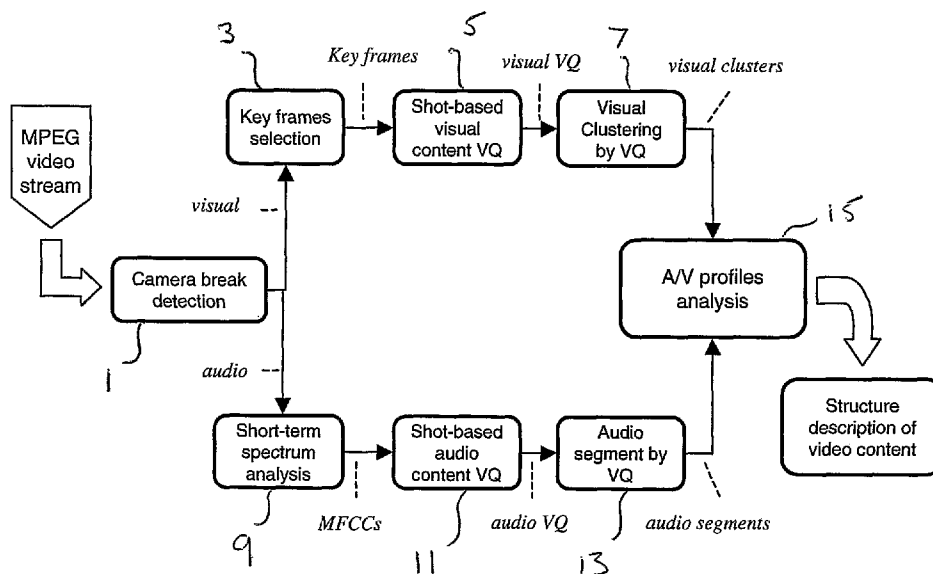 MPEG
video
stream
Camera break
detection
1
visual
audio
3
Key frames
selection
Key frames
5
Shot-based
visual
content VQ
visual VQ
7
Visual
Clustering
by VQ
visual clusters
9
Short-term
spectrum
analysis
MFCCs
11
Shot-based
audio
content VQ
audio VQ
13
Audio
segment by
VQ
audio segments
15
A/V profiles
analysis
Structure
description of
video content